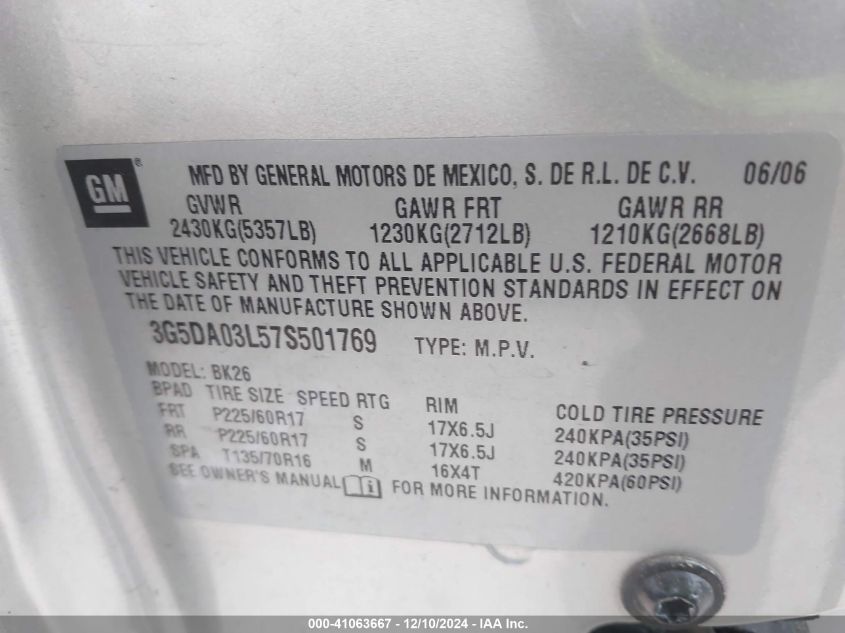 GM ® MFD BY GENERAL MOTORS DE MEXICO, S. DE R.L. DE C.V. 06/06
GVWR GAWR FRT GAWR RR
2430KG(5357LB) 1230KG(2712LB) 1210KG(2668LB)
THIS VEHICLE CONFORMS TO ALL APPLICABLE U.S. FEDERAL MOTOR
VEHICLE SAFETY AND THEFT PREVENTION STANDARDS IN EFFECT ON
THE DATE OF MANUFACTURE SHOWN ABOVE.
3G5DA03L57S501769 TYPE: M.P.V.
MODEL: BK26
BPAD TIRE SIZE SPEED RTG RIM COLD TIRE PRESSURE
FRT P225/60R17 S 17X6.5J 240KPA(35PSI)
RR P225/60R17 S 17X6.5J 240KPA(35PSI)
SPA T135/70R16 M 16X4T 420KPA(60PSI)
SEE OWNER'S MANUAL i FOR MORE INFORMATION.
000-41063667 - 12/10/2024 - IAA Inc.